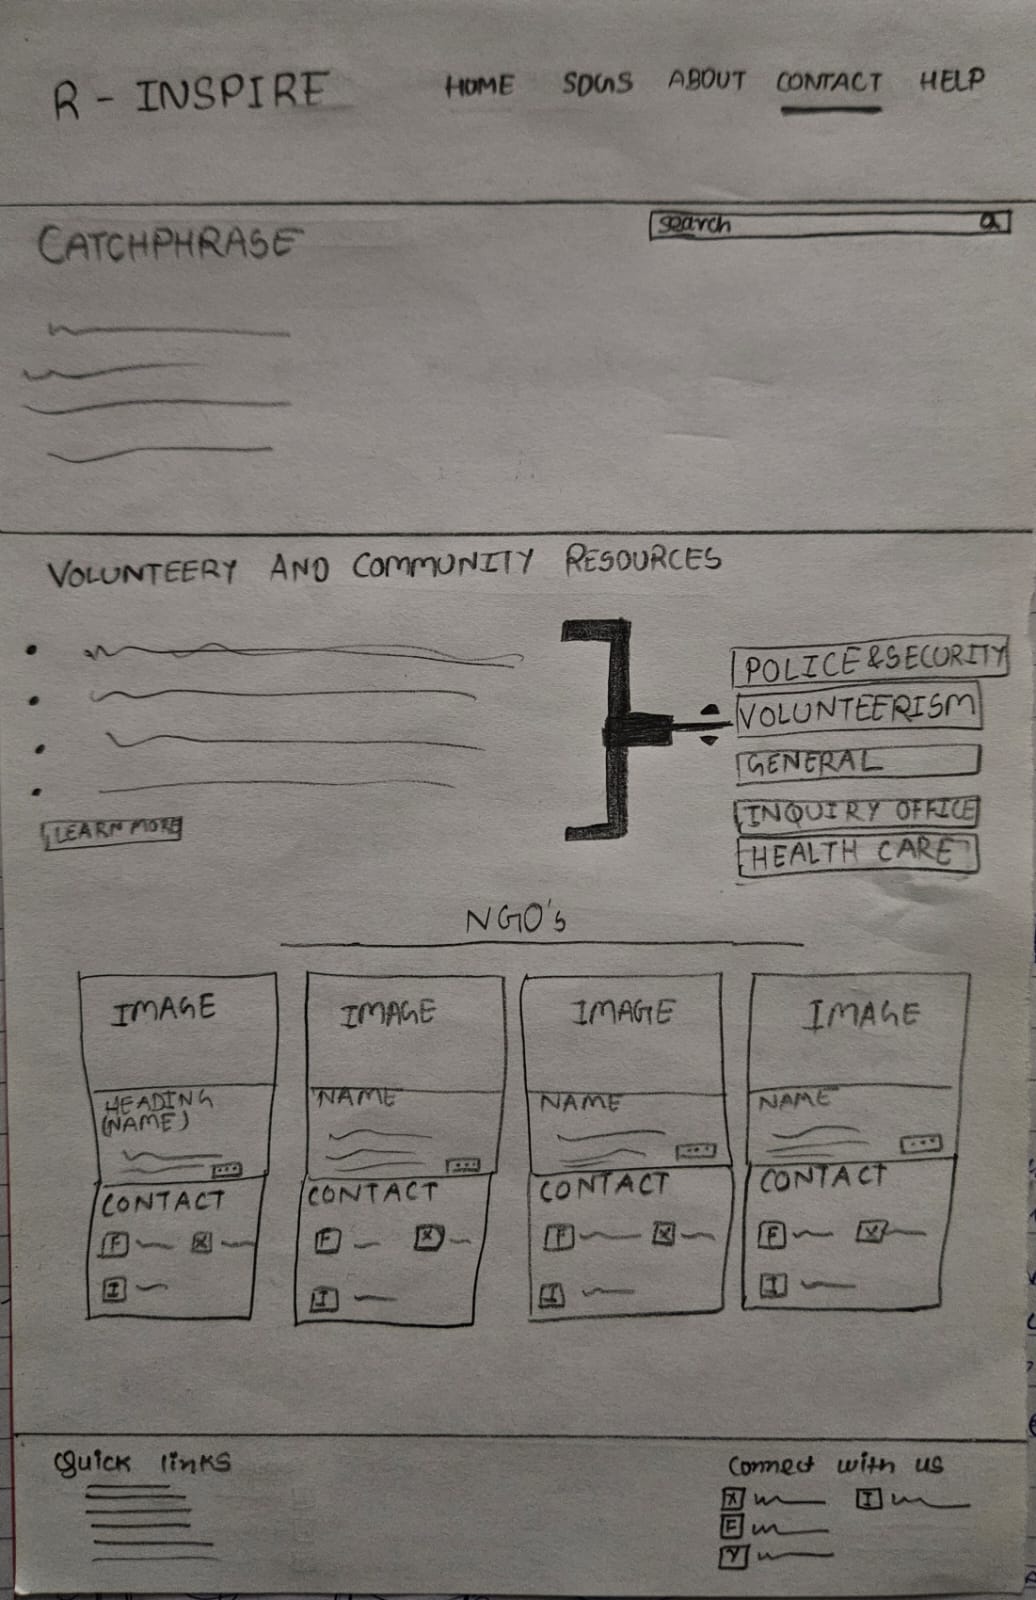 R - INSPIRE HOME SDGS ABOUT CONTACT HELP
CATCHPHRASE search
VOLUNTEERY AND COMMUNITY RESOURCES
POLICE & SECURITY
VOLUNTEERISM
GENERAL
INQUIRY OFFICE
LEARN MORE
HEALTH CARE
NGO's
IMAGE IMAGE IMAGE IMAGE
HEADING NAME NAME NAME
(NAME)
CONTACT CONTACT CONTACT CONTACT
F X F X F X F X
I I I I
Quick links Connect with us
X I
F
Y